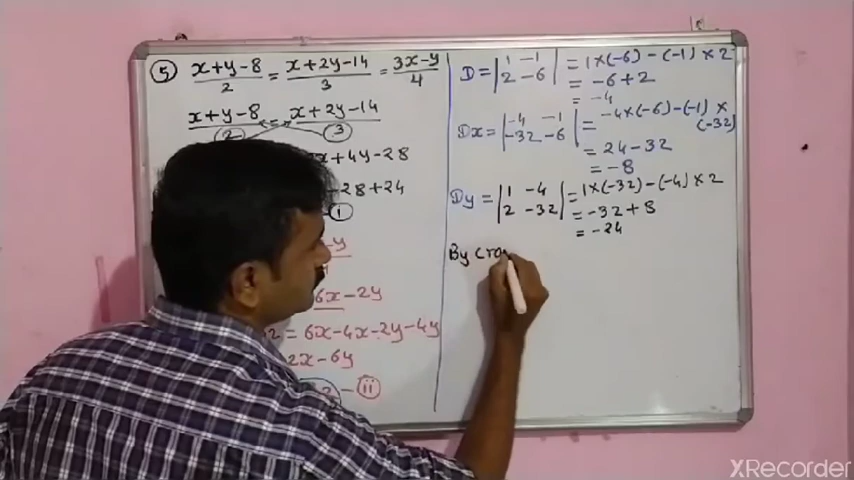 ⑤ x+y-8/2 = x+2y-14/3 = 3x-y/4
x+y-8/2 = x+2y-14/3
x+4y-28
-28+24
①
-y
6x-2y
= 6x-4x-2y-4y
2x-6y
- ⅱ
D = | 1 -1 | = 1×(-6) - (-1) × 2
| 2 -6 | = -6+2
= -4
Dx = | -4 -1 | = -4×(-6)-(-1) ×
| -32 -6 | (-32)
= 24-32
= -8
Dy = | 1 -4 | = 1×(-32)-(-4)×2
| 2 -32 | = -32+8
= -24
By Cra
XRecorder